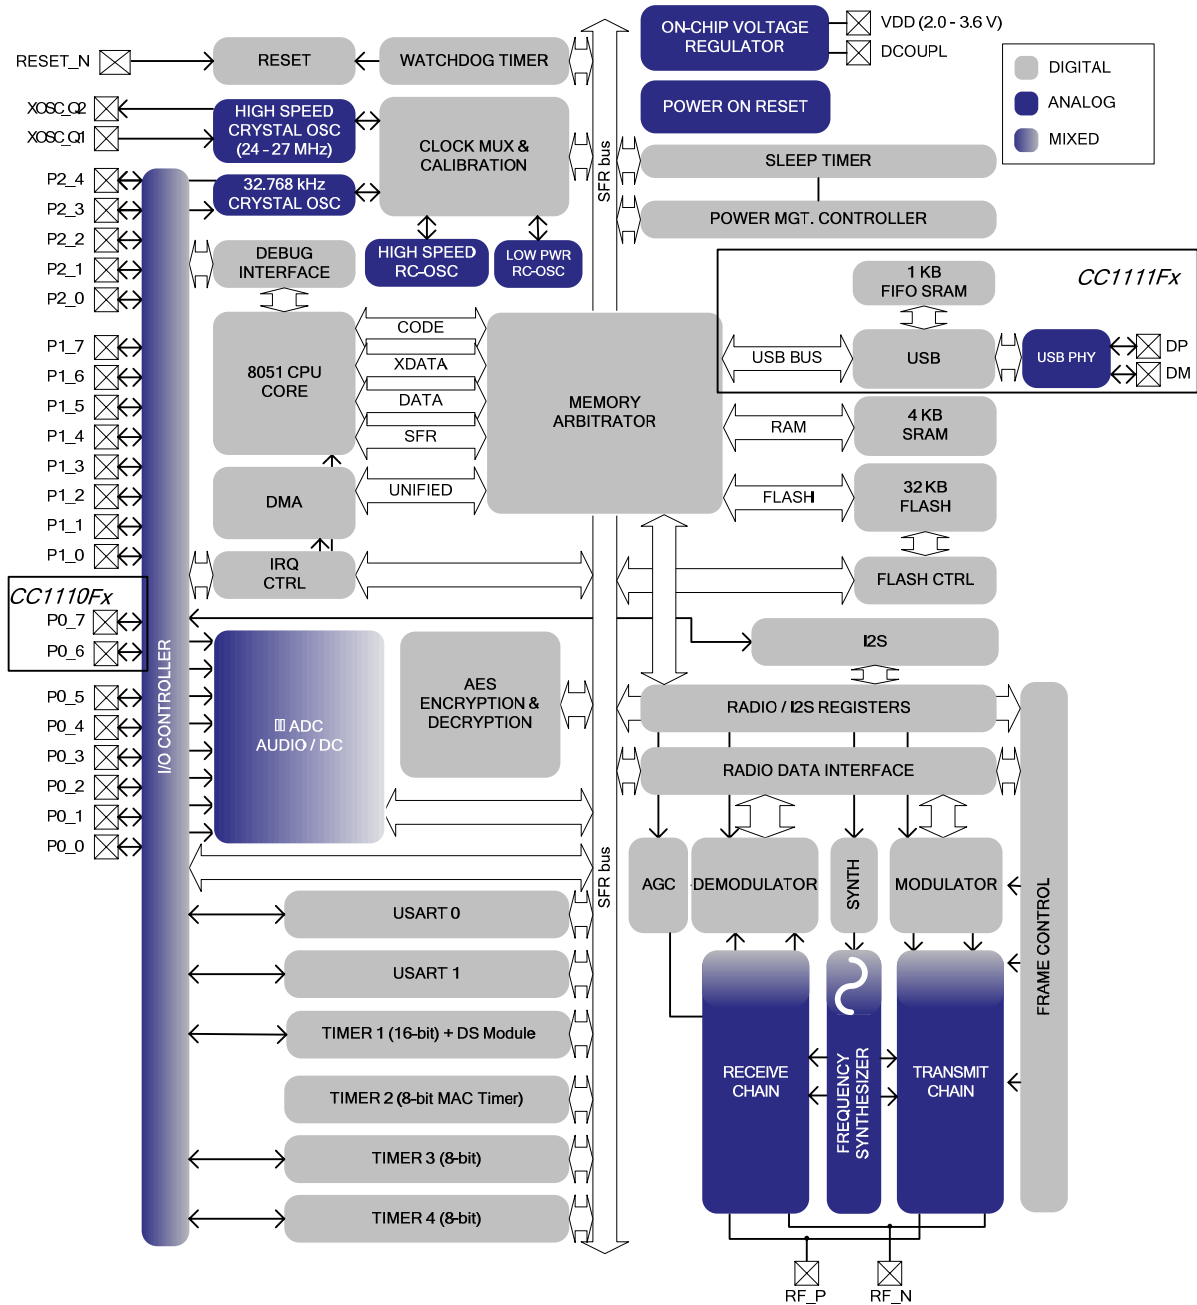 RESET_N
XOSC_Q2
XOSC_Q1
P2_4
P2_3
P2_2
P2_1
P2_0
P1_7
P1_6
P1_5
P1_4
P1_3
P1_2
P1_1
P1_0
CC1110Fx
P0_7
P0_6
P0_5
P0_4
P0_3
P0_2
P0_1
P0_0
I/O CONTROLLER
RESET
WATCHDOG TIMER
HIGH SPEED
CRYSTAL OSC
(24 - 27 MHz)
32.768 kHz
CRYSTAL OSC
CLOCK MUX &
CALIBRATION
DEBUG
INTERFACE
HIGH SPEED
RC-OSC
LOW PWR
RC-OSC
8051 CPU
CORE
CODE
XDATA
DATA
SFR
DMA
UNIFIED
IRQ
CTRL
MEMORY
ARBITRATOR
SFR bus
ON-CHIP VOLTAGE
REGULATOR
VDD (2.0 - 3.6 V)
DCOUPL
POWER ON RESET
DIGITAL
ANALOG
MIXED
SLEEP TIMER
POWER MGT. CONTROLLER
CC1111Fx
1 KB
FIFO SRAM
USB BUS
USB
USB PHY
DP
DM
RAM
4 KB
SRAM
FLASH
32 KB
FLASH
FLASH CTRL
I2S
ADC
AUDIO / DC
AES
ENCRYPTION &
DECRYPTION
RADIO / I2S REGISTERS
RADIO DATA INTERFACE
SFR bus
AGC
DEMODULATOR
SYNTH
MODULATOR
FRAME CONTROL
USART 0
USART 1
TIMER 1 (16-bit) + DS Module
TIMER 2 (8-bit MAC Timer)
TIMER 3 (8-bit)
TIMER 4 (8-bit)
RECEIVE
CHAIN
FREQUENCY
SYNTHESIZER
TRANSMIT
CHAIN
RF_P
RF_N